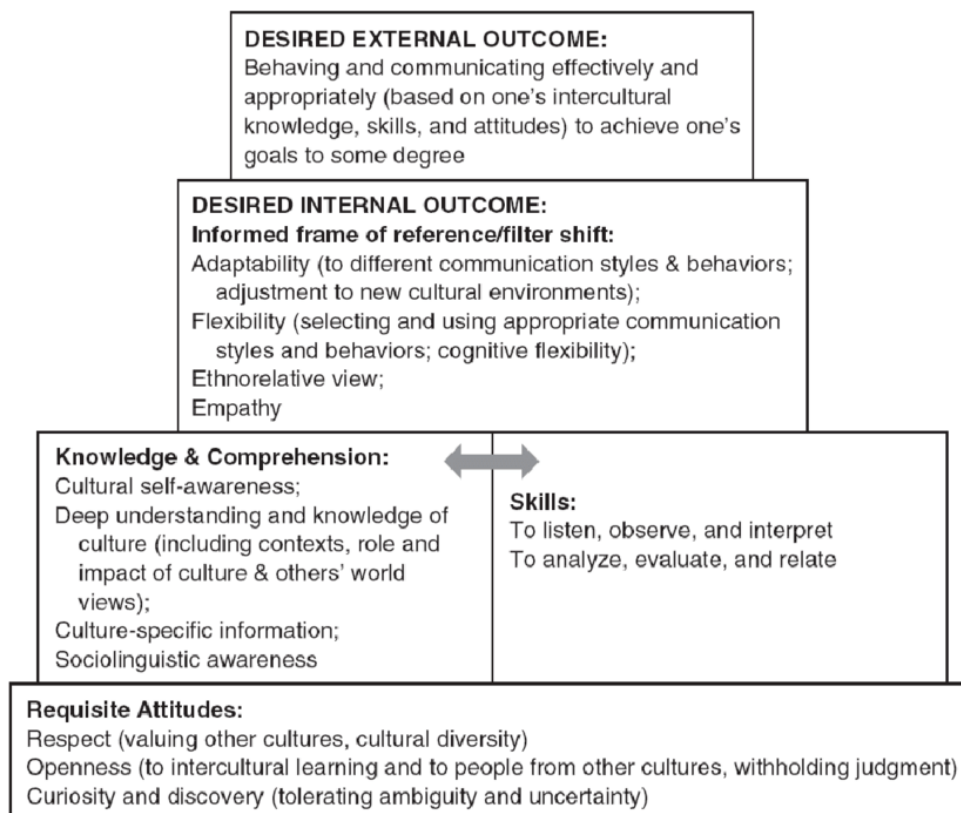 DESIRED EXTERNAL OUTCOME:
Behaving and communicating effectively and
appropriately (based on one's intercultural
knowledge, skills, and attitudes) to achieve one's
goals to some degree
DESIRED INTERNAL OUTCOME:
Informed frame of reference/filter shift:
Adaptability (to different communication styles & behaviors;
adjustment to new cultural environments);
Flexibility (selecting and using appropriate communication
styles and behaviors; cognitive flexibility);
Ethnorelative view;
Empathy
Knowledge & Comprehension:
Cultural self-awareness;
Deep understanding and knowledge of
culture (including contexts, role and
impact of culture & others' world
views);
Culture-specific information;
Sociolinguistic awareness
Skills:
To listen, observe, and interpret
To analyze, evaluate, and relate
Requisite Attitudes:
Respect (valuing other cultures, cultural diversity)
Openness (to intercultural learning and to people from other cultures, withholding judgment)
Curiosity and discovery (tolerating ambiguity and uncertainty)